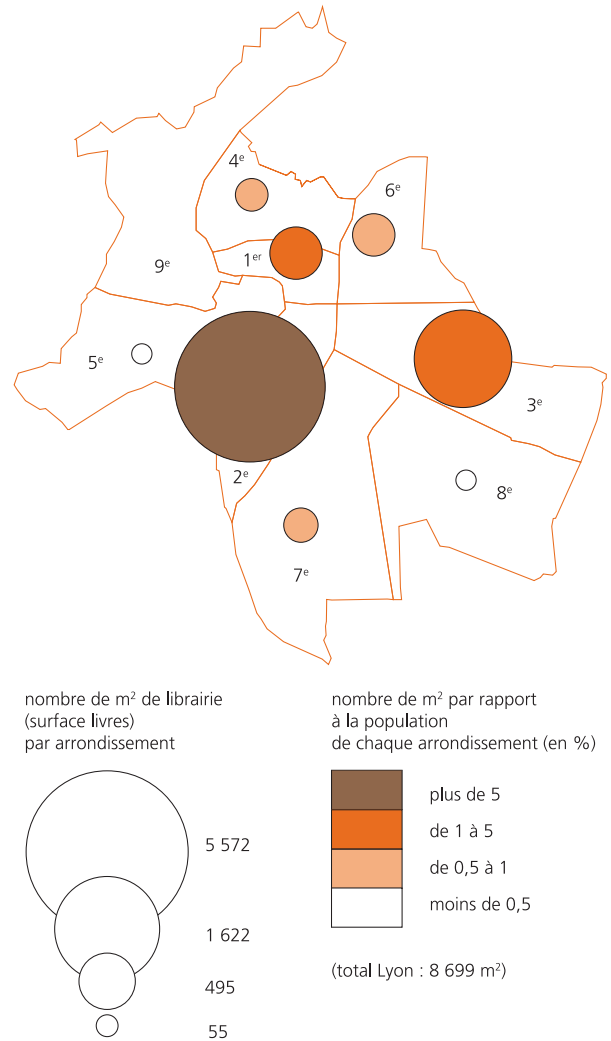 4ᵉ
6ᵉ
1ᵉʳ
9ᵉ
5ᵉ
3ᵉ
2ᵉ
8ᵉ
7ᵉ
nombre de m² de librairie
(surface livres)
par arrondissement
5 572
1 622
495
55
nombre de m² par rapport
à la population
de chaque arrondissement (en %)
plus de 5
de 1 à 5
de 0,5 à 1
moins de 0,5
(total Lyon : 8 699 m²)